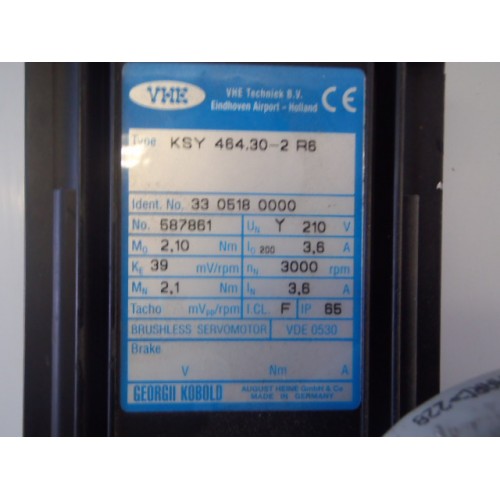 VHE
VHE Techniek B.V.
Eindhoven Airport - Holland
CE
Type KSY 464.30-2 R6
Ident. No. 33 0518 0000
No. 587861 UN Y 210 V
M0 2,10 Nm I0 200 3,6 A
KE 39 mV/rpm nN 3000 rpm
MN 2,1 Nm IN 3,6 A
Tacho mVpp/rpm I.CL. F IP 65
BRUSHLESS SERVOMOTOR VDE 0530
Brake
V Nm A
GEORGII KOBOLD
AUGUST HEINE GmbH & Co
MADE IN GERMANY